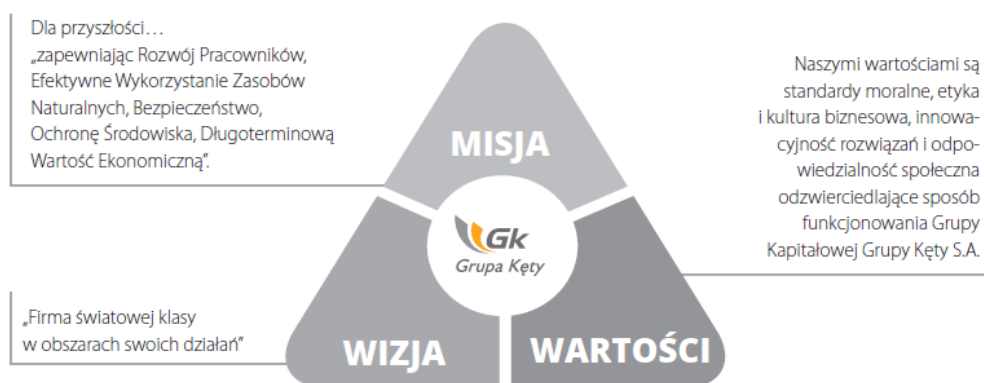 Dla przyszłości…
„zapewniając Rozwój Pracowników,
Efektywne Wykorzystanie Zasobów
Naturalnych, Bezpieczeństwo,
Ochronę Środowiska, Długoterminową
Wartość Ekonomiczną”.
MISJA
Naszymi wartościami są
standardy moralne, etyka
i kultura biznesowa, innowa-
cyjność rozwiązań i odpo-
wiedzialność społeczna
odzwierciedlające sposób
funkcjonowania Grupy
Kapitałowej Grupy Kęty S.A.
Gk
Grupa Kęty
„Firma światowej klasy
w obszarach swoich działań”
WIZJA
WARTOŚCI